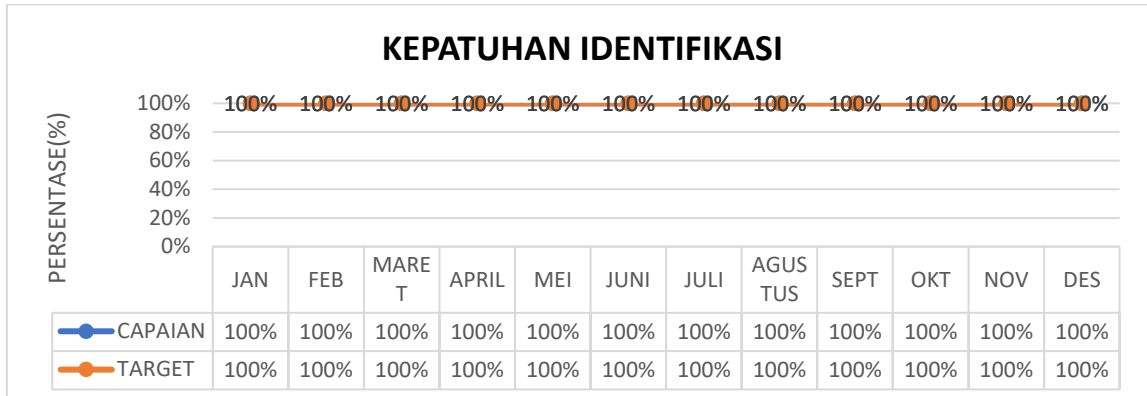 KEPATUHAN IDENTIFIKASI
PERSENTASE(%)
100%
80%
60%
40%
20%
0%
100% 100% 100% 100% 100% 100% 100% 100% 100% 100% 100% 100%
JAN FEB MARE
T APRIL MEI JUNI JULI AGUS
TUS SEPT OKT NOV DES
CAPAIAN 100% 100% 100% 100% 100% 100% 100% 100% 100% 100% 100% 100%
TARGET 100% 100% 100% 100% 100% 100% 100% 100% 100% 100% 100% 100%